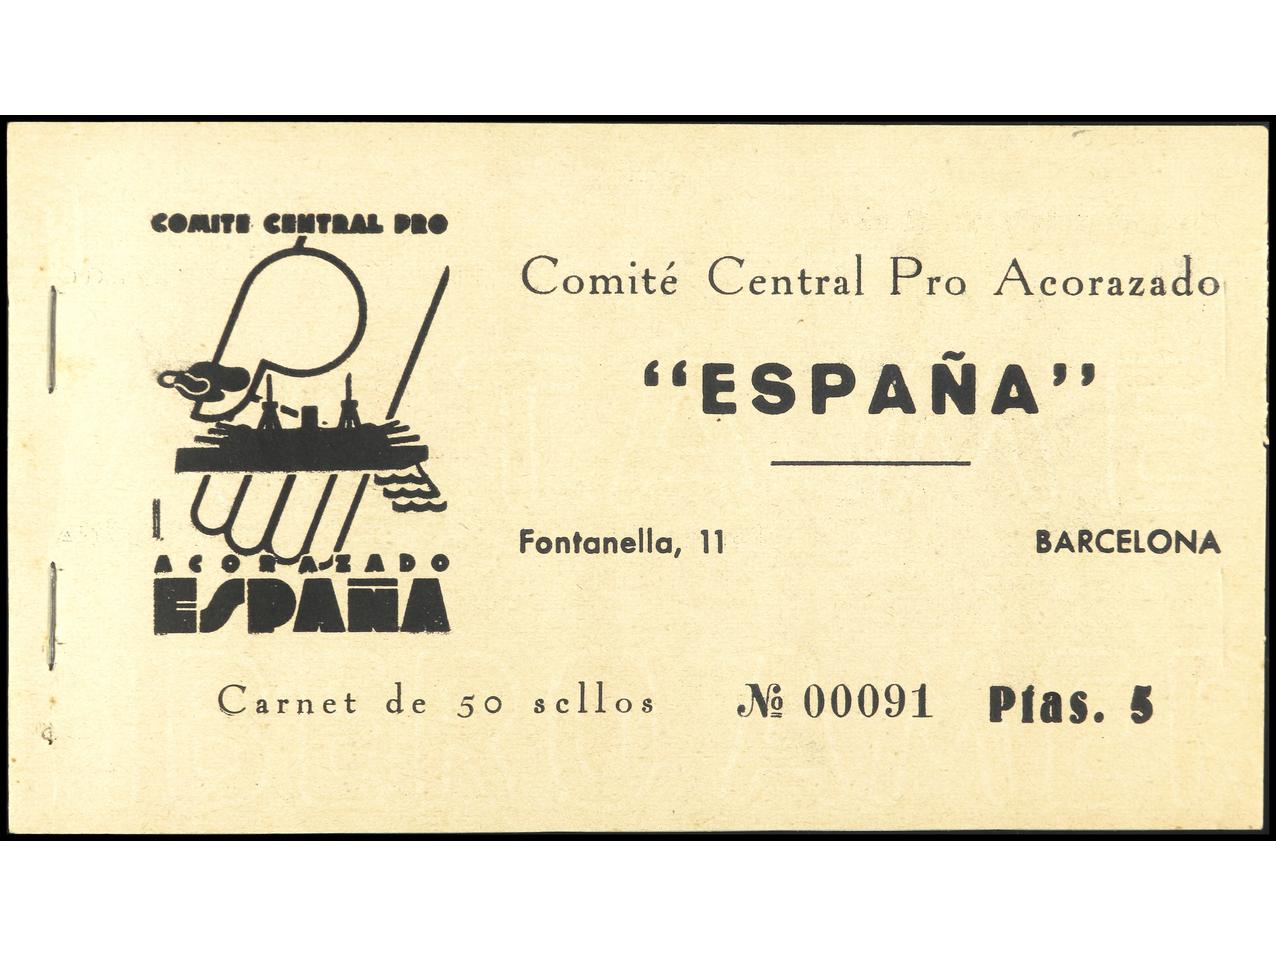 COMITE CENTRAL PRO
ACORAZADO
ESPAÑA
Comité Central Pro Acorazado
“ESPAÑA”
Fontanella, 11 BARCELONA
Carnet de 50 sellos № 00091 Ptas. 5